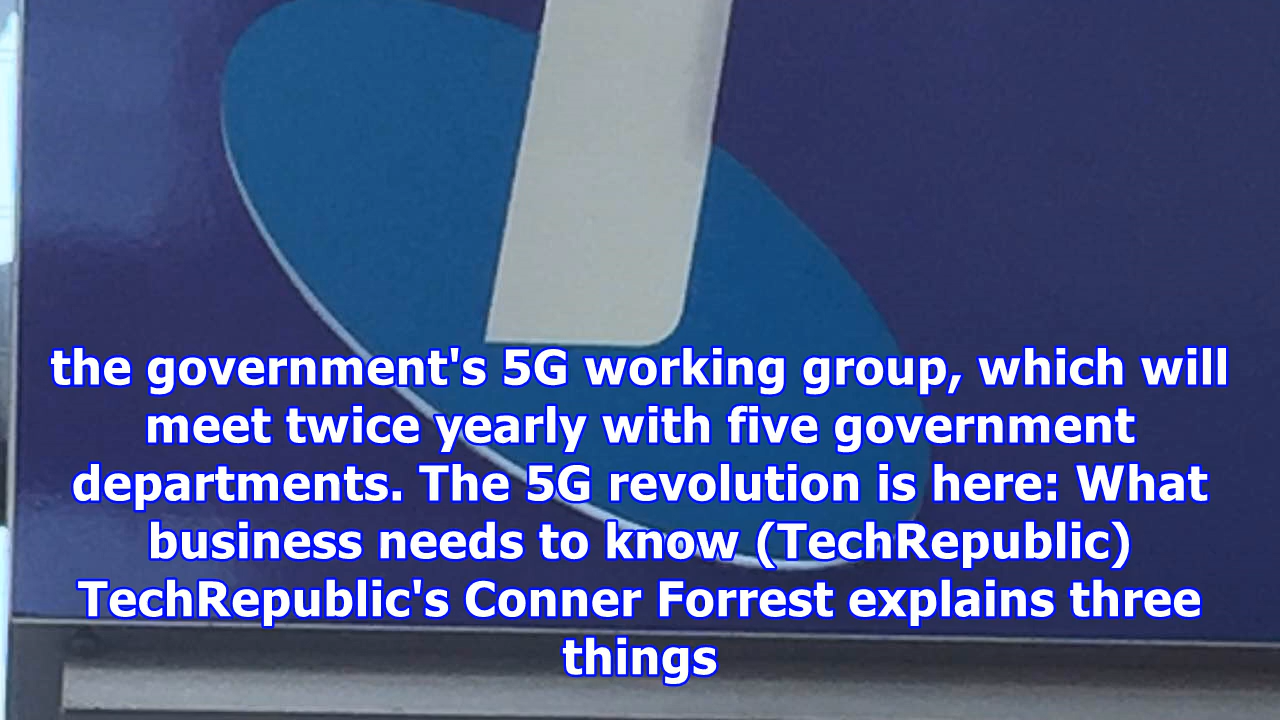 the government's 5G working group, which will
meet twice yearly with five government
departments. The 5G revolution is here: What
business needs to know (TechRepublic)
TechRepublic's Conner Forrest explains three
things